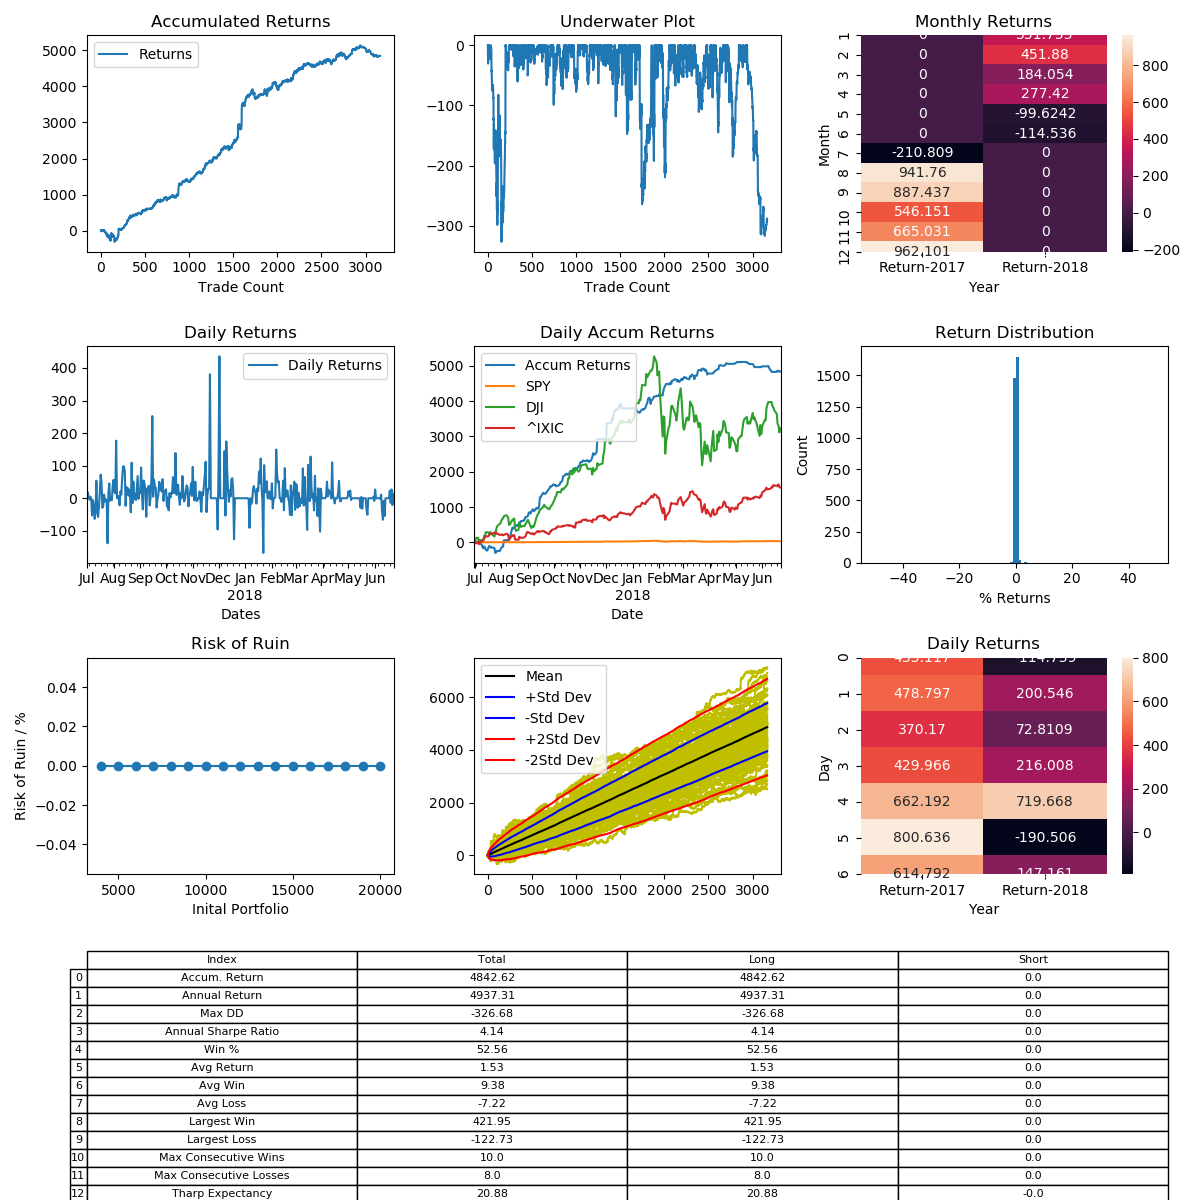 Accumulated Returns
Returns
5000
4000
3000
2000
1000
0
0 500 1000 1500 2000 2500 3000
Trade Count
Underwater Plot
0
−100
−200
−300
0 500 1000 1500 2000 2500 3000
Trade Count
Monthly Returns
Month
1 0
2 0 451.88
3 0 184.054
4 0 277.42
5 0 -99.6242
6 0 -114.536
7 -210.809 0
8 941.76 0
9 887.437 0
10 546.151 0
11 665.031 0
12 962.101 0
Return-2017 Return-2018
Year
800
600
400
200
0
−200
Daily Returns
Daily Returns
400
300
200
100
0
−100
Jul Aug Sep Oct Nov Dec Jan Feb Mar Apr May Jun
2018
Dates
Daily Accum Returns
Accum Returns
SPY
DJI
^IXIC
5000
4000
3000
2000
1000
0
Jul Aug Sep Oct Nov Dec Jan Feb Mar Apr May Jun
2018
Date
Return Distribution
Count
1500
1250
1000
750
500
250
0
−40 −20 0 20 40
% Returns
Risk of Ruin
Risk of Ruin / %
0.04
0.02
0.00
−0.02
−0.04
5000 10000 15000 20000
Inital Portfolio
Mean
+Std Dev
-Std Dev
+2Std Dev
-2Std Dev
6000
4000
2000
0
0 500 1000 1500 2000 2500 3000
Daily Returns
Day
0
1 478.797 200.546
2 370.17 72.8109
3 429.966 216.008
4 662.192 719.668
5 800.636 -190.506
6 614.792 147.161
Return-2017 Return-2018
Year
800
600
400
200
0
Index Total Long Short
0 Accum. Return 4842.62 4842.62 0.0
1 Annual Return 4937.31 4937.31 0.0
2 Max DD -326.68 -326.68 0.0
3 Annual Sharpe Ratio 4.14 4.14 0.0
4 Win % 52.56 52.56 0.0
5 Avg Return 1.53 1.53 0.0
6 Avg Win 9.38 9.38 0.0
7 Avg Loss -7.22 -7.22 0.0
8 Largest Win 421.95 421.95 0.0
9 Largest Loss -122.73 -122.73 0.0
10 Max Consecutive Wins 10.0 10.0 0.0
11 Max Consecutive Losses 8.0 8.0 0.0
12 Tharp Expectancy 20.88 20.88 -0.0